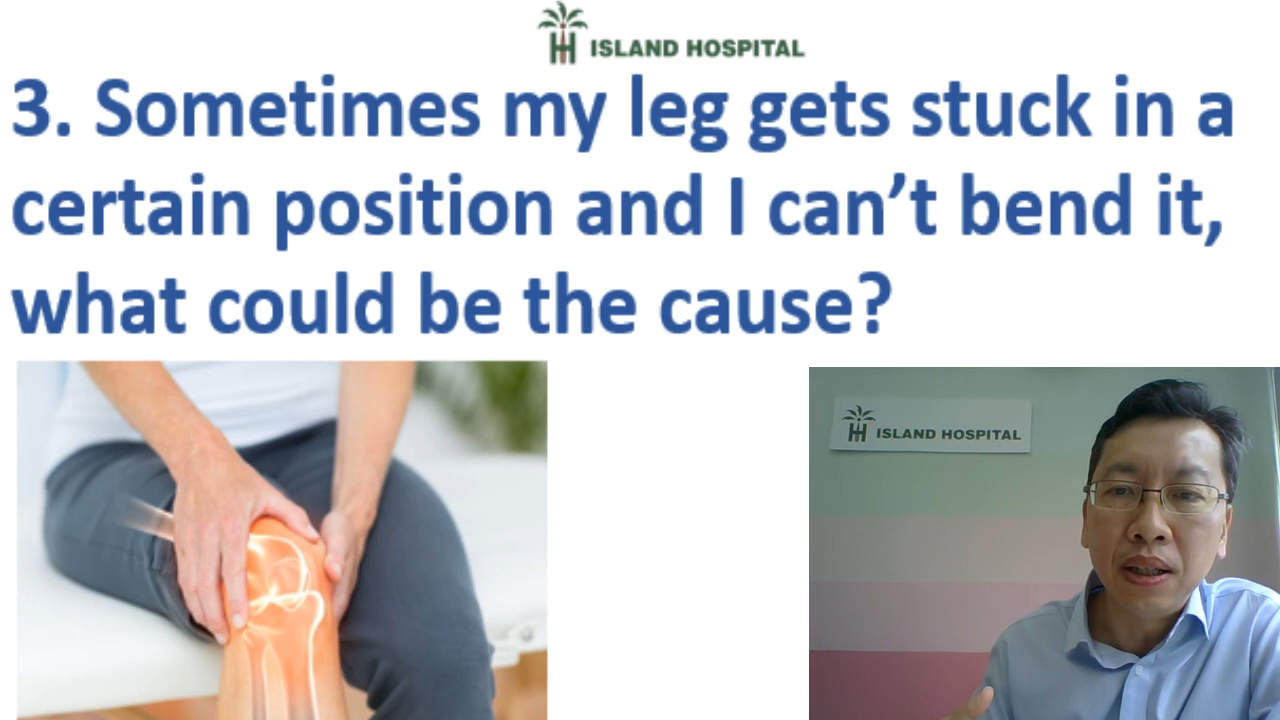 ISLAND HOSPITAL
3. Sometimes my leg gets stuck in a
certain position and I can’t bend it,
what could be the cause?
ISLAND HOSPITAL